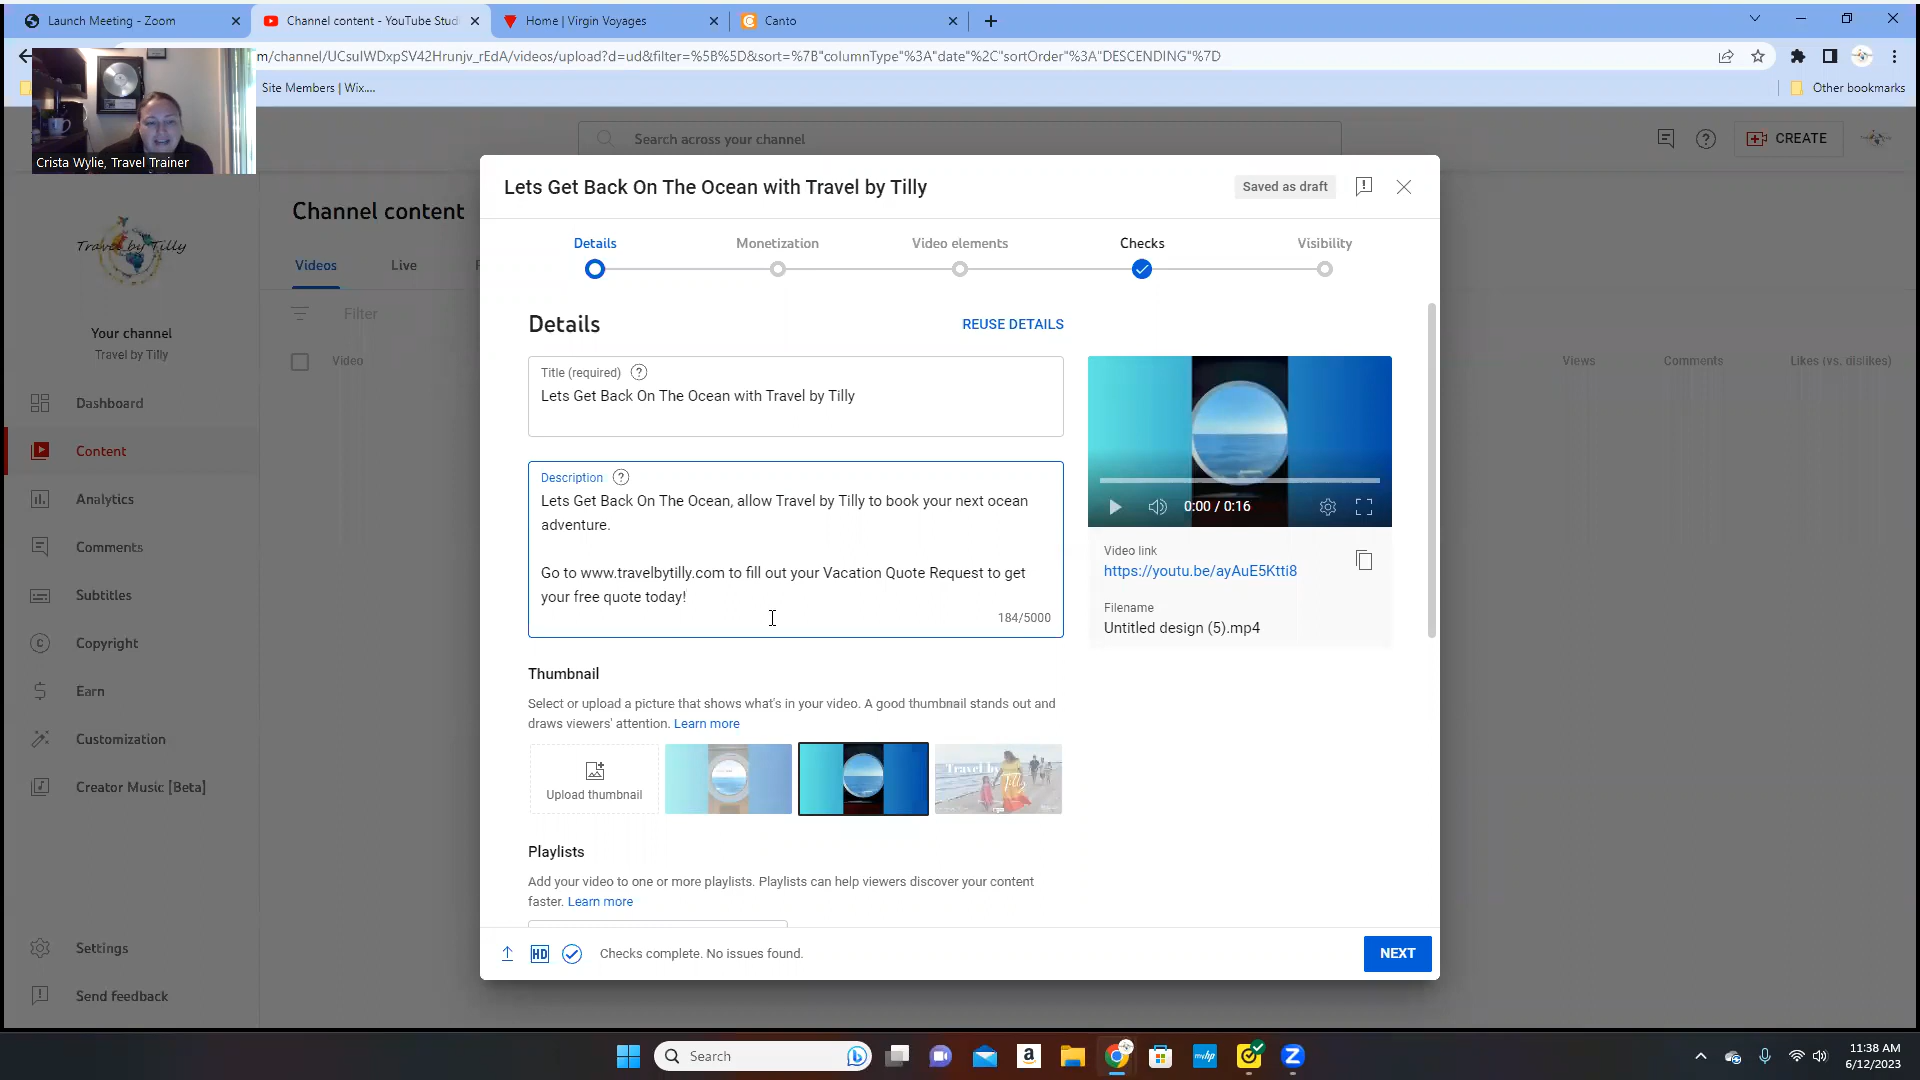 Launch Meeting - Zoom
Channel content - YouTube Studi
Home | Virgin Voyages
Canto
m/channel/UCsuIWDxpSV42Hrunjv_rEdA/videos/upload?d=ud&filter=%5B%5D&sort=%7B"columnType"%3A"date"%2C"sortOrder"%3A"DESCENDING"%7D
Site Members | Wix....
Other bookmarks
Crista Wylie, Travel Trainer
Search across your channel
CREATE
Travel by Tilly
Your channel
Travel by Tilly
Dashboard
Content
Analytics
Comments
Subtitles
Copyright
Earn
Customization
Creator Music [Beta]
Settings
Send feedback
Channel content
Videos
Live
Filter
Video
Views
Comments
Likes (vs. dislikes)
Lets Get Back On The Ocean with Travel by Tilly
Saved as draft
Details
Monetization
Video elements
Checks
Visibility
Details
REUSE DETAILS
Title (required)
Lets Get Back On The Ocean with Travel by Tilly
Description
Lets Get Back On The Ocean, allow Travel by Tilly to book your next ocean
adventure.
Go to www.travelbytilly.com to fill out your Vacation Quote Request to get
your free quote today!
184/5000
0:00 / 0:16
Video link
https://youtu.be/ayAuE5Ktti8
Filename
Untitled design (5).mp4
Thumbnail
Select or upload a picture that shows what's in your video. A good thumbnail stands out and
draws viewers' attention. Learn more
Upload thumbnail
Travel by
Tilly
Playlists
Add your video to one or more playlists. Playlists can help viewers discover your content
faster. Learn more
HD
Checks complete. No issues found.
NEXT
Search
11:38 AM
6/12/2023